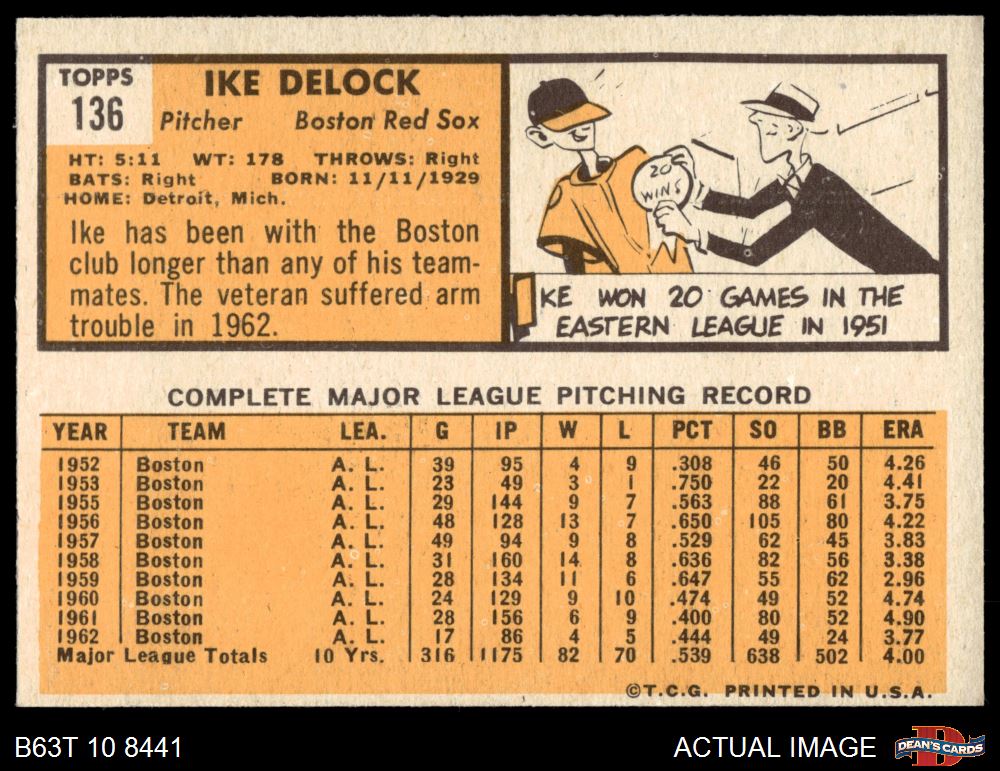 TOPPS
136
IKE DELOCK
Pitcher Boston Red Sox
HT: 5:11 WT: 178 THROWS: Right
BATS: Right BORN: 11/11/1929
HOME: Detroit, Mich.
Ike has been with the Boston
club longer than any of his team-
mates. The veteran suffered arm
trouble in 1962.
20
WINS
IKE WON 20 GAMES IN THE
EASTERN LEAGUE IN 1951
COMPLETE MAJOR LEAGUE PITCHING RECORD
YEAR TEAM LEA. G IP W L PCT SO BB ERA
1952 Boston A. L. 39 95 4 9 .308 46 50 4.26
1953 Boston A. L. 23 49 3 1 .750 22 20 4.41
1955 Boston A. L. 29 144 9 7 .563 88 61 3.75
1956 Boston A. L. 48 128 13 7 .650 105 80 4.22
1957 Boston A. L. 49 94 9 8 .529 62 45 3.83
1958 Boston A. L. 31 160 14 8 .636 82 56 3.38
1959 Boston A. L. 28 134 11 6 .647 55 62 2.96
1960 Boston A. L. 24 129 9 10 .474 49 52 4.74
1961 Boston A. L. 28 156 6 9 .400 80 52 4.90
1962 Boston A. L. 17 86 4 5 .444 49 24 3.77
Major League Totals 10 Yrs. 316 1175 82 70 .539 638 502 4.00
©T.C.G. PRINTED IN U.S.A.
B63T 10 8441
ACTUAL IMAGE
D
DEAN'S CARDS